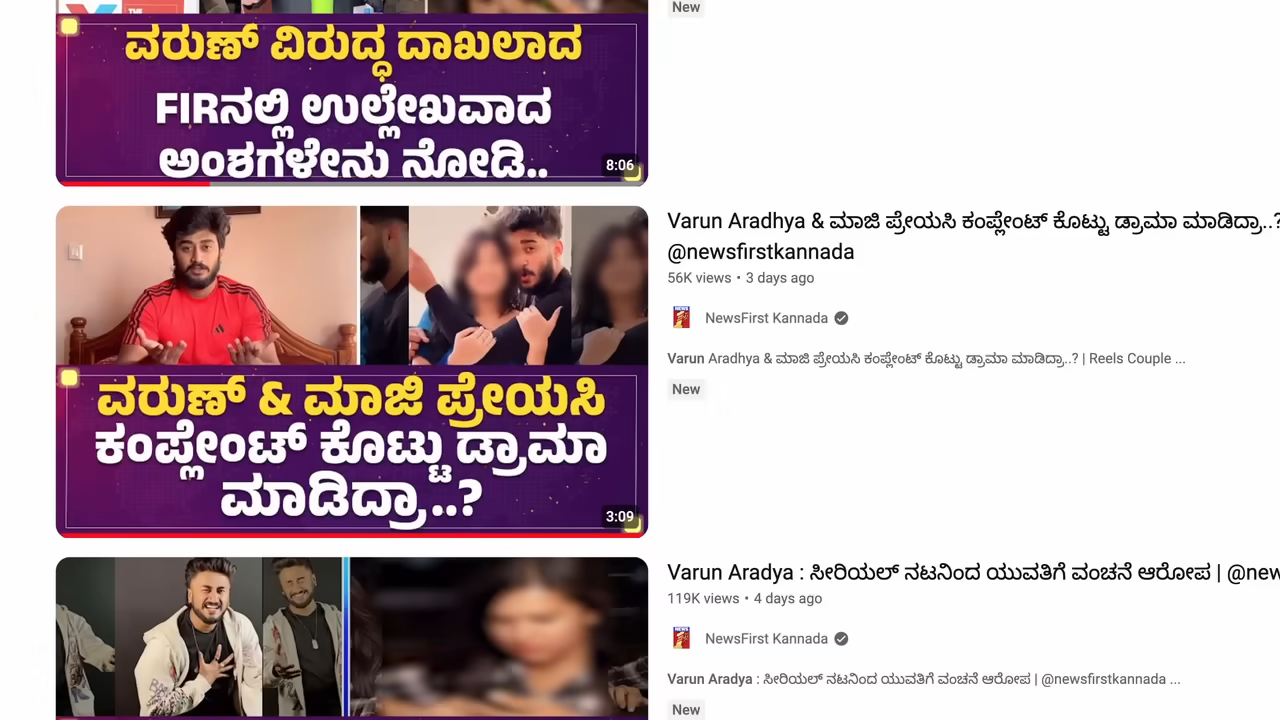 THE
New
ವರುಣ್ ವಿರುದ್ಧ ದಾಖಲಾದ
FIRನಲ್ಲಿ ಉಲ್ಲೇಖವಾದ
ಅಂಶಗಳೇನು ನೋಡಿ..
8:06
Varun Aradhya & ಮಾಜಿ ಪ್ರೇಯಸಿ ಕಂಪ್ಲೇಂಟ್ ಕೊಟ್ಟು ಡ್ರಾಮಾ ಮಾಡಿದ್ರಾ..?
@newsfirstkannada
56K views • 3 days ago
NewsFirst Kannada
Varun Aradhya & ಮಾಜಿ ಪ್ರೇಯಸಿ ಕಂಪ್ಲೇಂಟ್ ಕೊಟ್ಟು ಡ್ರಾಮಾ ಮಾಡಿದ್ರಾ..? | Reels Couple ...
New
ವರುಣ್ & ಮಾಜಿ ಪ್ರೇಯಸಿ
ಕಂಪ್ಲೇಂಟ್ ಕೊಟ್ಟು ಡ್ರಾಮಾ
ಮಾಡಿದ್ರಾ..?
3:09
Varun Aradya : ಸೀರಿಯಲ್ ನಟನಿಂದ ಯುವತಿಗೆ ವಂಚನೆ ಆರೋಪ | @new
119K views • 4 days ago
NewsFirst Kannada
Varun Aradya : ಸೀರಿಯಲ್ ನಟನಿಂದ ಯುವತಿಗೆ ವಂಚನೆ ಆರೋಪ | @newsfirstkannada ...
New